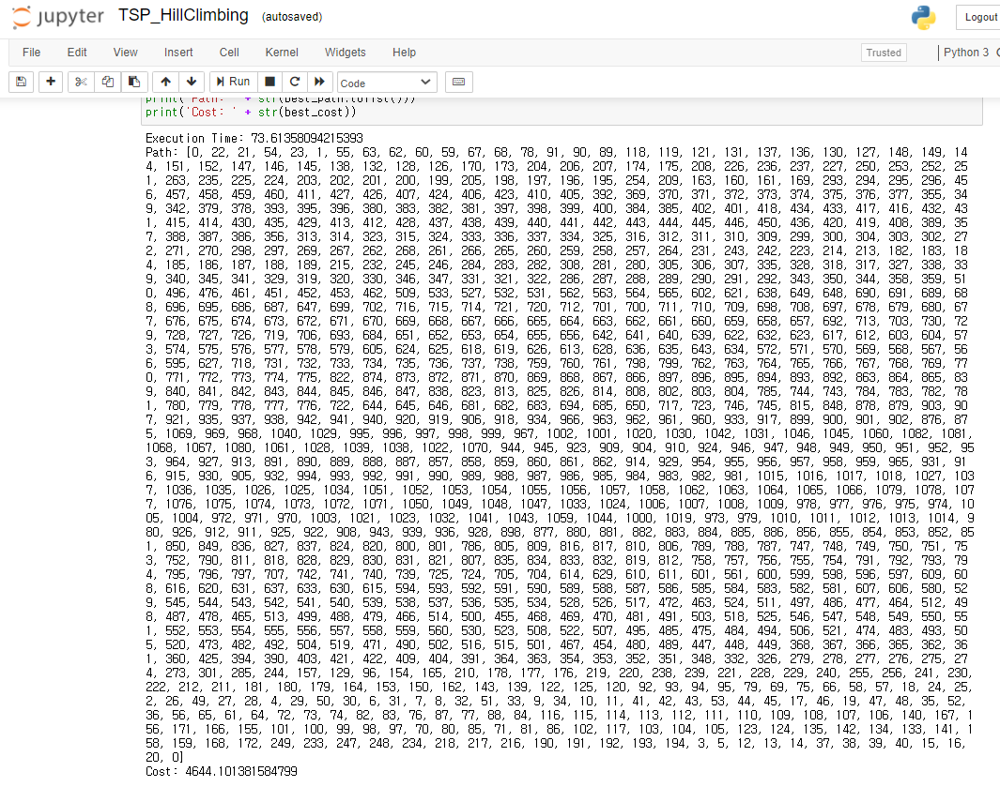 jupyter TSP_HillClimbing (autosaved)
Logout
File Edit View Insert Cell Kernel Widgets Help
Trusted
Python 3
Run
Code
print('Path: ' + str(best_path.tolist()))
print('Cost: ' + str(best_cost))
Execution Time: 73.61358094215393
Path: [0, 22, 21, 54, 23, 1, 55, 63, 62, 60, 59, 67, 68, 78, 91, 90, 89, 118, 119, 121, 131, 137, 136, 130, 127, 148, 149, 14
4, 151, 152, 147, 146, 145, 138, 132, 128, 126, 170, 173, 204, 206, 207, 174, 175, 208, 226, 236, 237, 227, 250, 253, 252, 25
1, 263, 235, 225, 224, 203, 202, 201, 200, 199, 205, 198, 197, 196, 195, 254, 209, 163, 160, 161, 169, 293, 294, 295, 296, 45
6, 457, 458, 459, 460, 411, 427, 426, 407, 424, 406, 423, 410, 405, 392, 369, 370, 371, 372, 373, 374, 375, 376, 377, 355, 34
9, 342, 379, 378, 393, 395, 396, 380, 383, 382, 381, 397, 398, 399, 400, 384, 385, 402, 401, 418, 434, 433, 417, 416, 432, 43
1, 415, 414, 430, 435, 429, 413, 412, 428, 437, 438, 439, 440, 441, 442, 443, 444, 445, 446, 450, 436, 420, 419, 408, 389, 35
7, 388, 387, 386, 356, 313, 314, 323, 315, 324, 333, 336, 337, 334, 325, 316, 312, 311, 310, 309, 299, 300, 304, 303, 302, 27
2, 271, 270, 298, 297, 269, 267, 262, 268, 261, 266, 265, 260, 259, 258, 257, 264, 231, 243, 242, 223, 214, 213, 182, 183, 18
4, 185, 186, 187, 188, 189, 215, 232, 245, 246, 284, 283, 282, 308, 281, 280, 305, 306, 307, 335, 328, 318, 317, 327, 338, 33
9, 340, 345, 341, 329, 319, 320, 330, 346, 347, 331, 321, 322, 286, 287, 288, 289, 290, 291, 292, 343, 350, 344, 358, 359, 51
0, 496, 476, 461, 451, 452, 453, 462, 509, 533, 527, 532, 531, 562, 563, 564, 565, 602, 621, 638, 649, 648, 690, 691, 689, 68
8, 696, 695, 686, 687, 647, 699, 702, 716, 715, 714, 721, 720, 712, 701, 700, 711, 710, 709, 698, 708, 697, 678, 679, 680, 67
7, 676, 675, 674, 673, 672, 671, 670, 669, 668, 667, 666, 665, 664, 663, 662, 661, 660, 659, 658, 657, 692, 713, 703, 730, 72
9, 728, 727, 726, 719, 706, 693, 684, 651, 652, 653, 654, 655, 656, 642, 641, 640, 639, 622, 632, 623, 617, 612, 603, 604, 57
3, 574, 575, 576, 577, 578, 579, 605, 624, 625, 618, 619, 626, 613, 628, 636, 635, 643, 634, 572, 571, 570, 569, 568, 567, 56
6, 595, 627, 718, 731, 732, 733, 734, 735, 736, 737, 738, 759, 760, 761, 798, 799, 762, 763, 764, 765, 766, 767, 768, 769, 77
0, 771, 772, 773, 774, 775, 822, 874, 873, 872, 871, 870, 869, 868, 867, 866, 897, 896, 895, 894, 893, 892, 863, 864, 865, 83
9, 840, 841, 842, 843, 844, 845, 846, 847, 838, 823, 813, 825, 826, 814, 808, 802, 803, 804, 785, 744, 743, 784, 783, 782, 78
1, 780, 779, 778, 777, 776, 722, 644, 645, 646, 681, 682, 683, 694, 685, 650, 717, 723, 746, 745, 815, 848, 878, 879, 903, 90
7, 921, 935, 937, 938, 942, 941, 940, 920, 919, 906, 918, 934, 966, 963, 962, 961, 960, 933, 917, 899, 900, 901, 902, 876, 87
5, 1069, 969, 968, 1040, 1029, 995, 996, 997, 998, 999, 967, 1002, 1001, 1020, 1030, 1042, 1031, 1046, 1045, 1060, 1082, 1081,
1068, 1067, 1080, 1061, 1028, 1039, 1038, 1022, 1070, 944, 945, 923, 909, 904, 910, 924, 946, 947, 948, 949, 950, 951, 952, 95
3, 964, 927, 913, 891, 890, 889, 888, 887, 857, 858, 859, 860, 861, 862, 914, 929, 954, 955, 956, 957, 958, 959, 965, 931, 91
6, 915, 930, 905, 932, 994, 993, 992, 991, 990, 989, 988, 987, 986, 985, 984, 983, 982, 981, 1015, 1016, 1017, 1018, 1027, 103
7, 1036, 1035, 1026, 1025, 1034, 1051, 1052, 1053, 1054, 1055, 1056, 1057, 1058, 1062, 1063, 1064, 1065, 1066, 1079, 1078, 107
7, 1076, 1075, 1074, 1073, 1072, 1071, 1050, 1049, 1048, 1047, 1033, 1024, 1006, 1007, 1008, 1009, 978, 977, 976, 975, 974, 10
05, 1004, 972, 971, 970, 1003, 1021, 1023, 1032, 1041, 1043, 1059, 1044, 1000, 1019, 973, 979, 1010, 1011, 1012, 1013, 1014, 9
80, 926, 912, 911, 925, 922, 908, 943, 939, 936, 928, 898, 877, 880, 881, 882, 883, 884, 885, 886, 856, 855, 854, 853, 852, 85
1, 850, 849, 836, 827, 837, 824, 820, 800, 801, 786, 805, 809, 816, 817, 810, 806, 789, 788, 787, 747, 748, 749, 750, 751, 75
3, 752, 790, 811, 818, 828, 829, 830, 831, 821, 807, 835, 834, 833, 832, 819, 812, 758, 757, 756, 755, 754, 791, 792, 793, 79
4, 795, 796, 797, 707, 742, 741, 740, 739, 725, 724, 705, 704, 614, 629, 610, 611, 601, 561, 600, 599, 598, 596, 597, 609, 60
8, 616, 620, 631, 637, 633, 630, 615, 594, 593, 592, 591, 590, 589, 588, 587, 586, 585, 584, 583, 582, 581, 607, 606, 580, 52
9, 545, 544, 543, 542, 541, 540, 539, 538, 537, 536, 535, 534, 528, 526, 517, 472, 463, 524, 511, 497, 486, 477, 464, 512, 49
8, 487, 478, 465, 513, 499, 488, 479, 466, 514, 500, 455, 468, 469, 470, 481, 491, 503, 518, 525, 546, 547, 548, 549, 550, 55
1, 552, 553, 554, 555, 556, 557, 558, 559, 560, 530, 523, 508, 522, 507, 495, 485, 475, 484, 494, 506, 521, 474, 483, 493, 50
5, 520, 473, 482, 492, 504, 519, 471, 490, 502, 516, 515, 501, 467, 454, 480, 489, 447, 448, 449, 368, 367, 366, 365, 362, 36
1, 360, 425, 394, 390, 403, 421, 422, 409, 404, 391, 364, 363, 354, 353, 352, 351, 348, 332, 326, 279, 278, 277, 276, 275, 27
4, 273, 301, 285, 244, 157, 129, 96, 154, 165, 210, 178, 177, 176, 219, 220, 238, 239, 221, 228, 229, 240, 255, 256, 241, 230,
222, 212, 211, 181, 180, 179, 164, 153, 150, 162, 143, 139, 122, 125, 120, 92, 93, 94, 95, 79, 69, 75, 66, 58, 57, 18, 24, 25,
2, 26, 49, 27, 28, 4, 29, 50, 30, 6, 31, 7, 8, 32, 51, 33, 9, 34, 10, 11, 41, 42, 43, 53, 44, 45, 17, 46, 19, 47, 48, 35, 52,
36, 56, 65, 61, 64, 72, 73, 74, 82, 83, 76, 87, 77, 88, 84, 116, 115, 114, 113, 112, 111, 110, 109, 108, 107, 106, 140, 167, 1
56, 171, 166, 155, 101, 100, 99, 98, 97, 70, 80, 85, 71, 81, 86, 102, 117, 103, 104, 105, 123, 124, 135, 142, 134, 133, 141, 1
58, 159, 168, 172, 249, 233, 247, 248, 234, 218, 217, 216, 190, 191, 192, 193, 194, 3, 5, 12, 13, 14, 37, 38, 39, 40, 15, 16,
20, 0]
Cost: 4644.101381584799